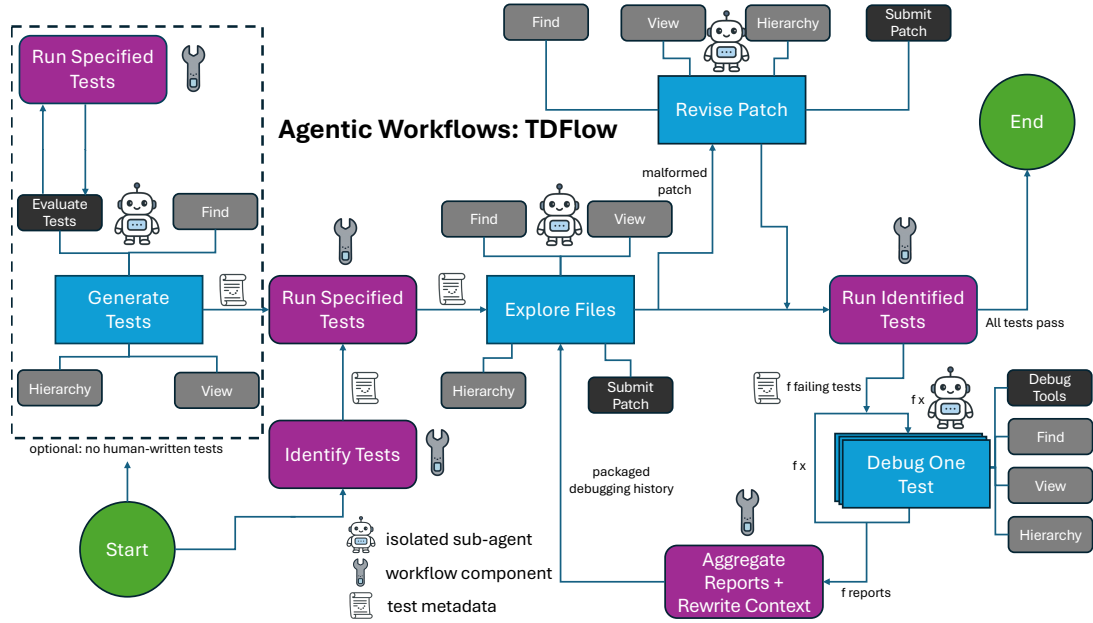 Agentic Workflows: TDFlow
Run Specified
Tests
Evaluate
Tests
Find
Generate
Tests
Hierarchy
View
optional: no human-written tests
Start
Run Specified
Tests
Identify Tests
Find
View
Explore Files
Hierarchy
Submit
Patch
Find
View
Hierarchy
Submit
Patch
Revise Patch
malformed
patch
Run Identified
Tests
All tests pass
End
f failing tests
f x
f x
Debug One
Test
Debug
Tools
Find
View
Hierarchy
f reports
Aggregate
Reports +
Rewrite Context
packaged
debugging history
isolated sub-agent
workflow component
test metadata